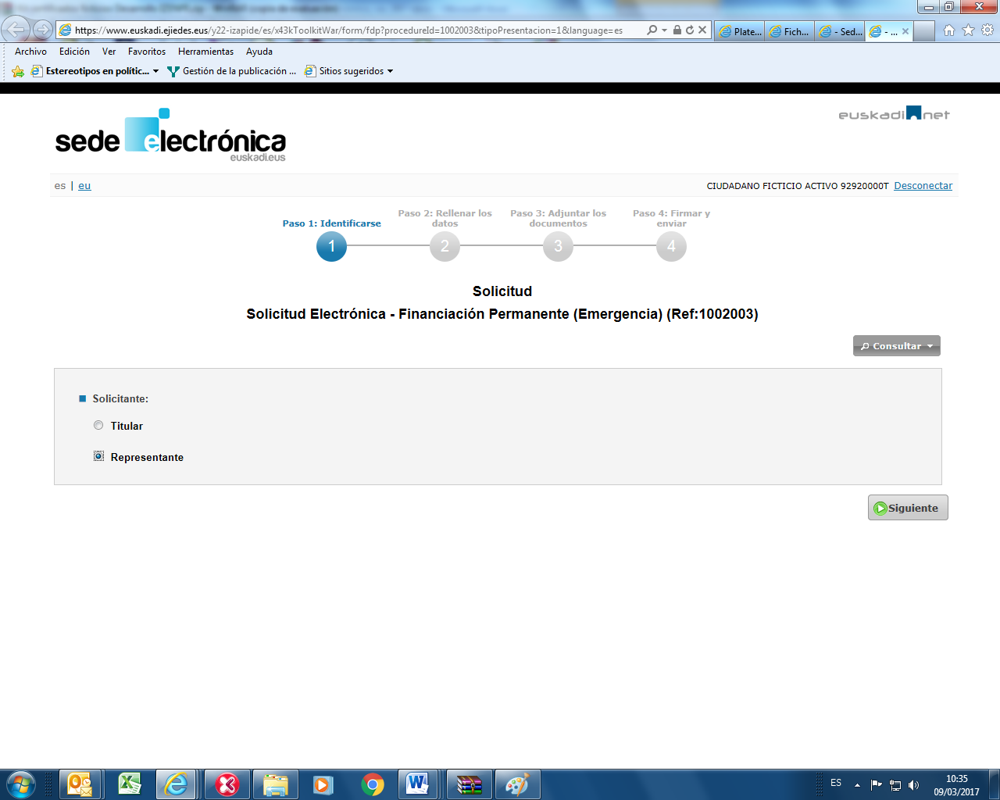 https://www.euskadi.ejiedes.eus/y22-izapide/es/x43kToolkitWar/form/fdp?procedureId=1002003&tipoPresentacion=1&language=es
Plate...
Fich...
- Sed...
- ...
Archivo Edición Ver Favoritos Herramientas Ayuda
Estereotipos en polític...
Gestión de la publicación ...
Sitios sugeridos
sede electrónica
euskadi.eus
euskadi net
es | eu
CIUDADANO FICTICIO ACTIVO 92920000T Desconectar
Paso 1: Identificarse
Paso 2: Rellenar los datos
Paso 3: Adjuntar los documentos
Paso 4: Firmar y enviar
1 2 3 4
Solicitud
Solicitud Electrónica - Financiación Permanente (Emergencia) (Ref:1002003)
Consultar
Solicitante:
Titular
Representante
Siguiente
ES
10:35
09/03/2017